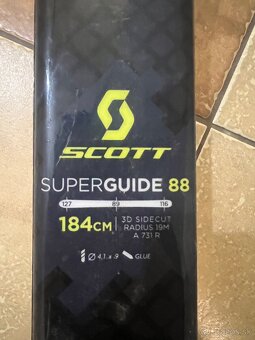 SCOTT
SUPERGUIDE 88
127 89 116
184CM
3D SIDECUT
RADIUS 19M
A 731 R
Ø 4,1 x 9 GLUE